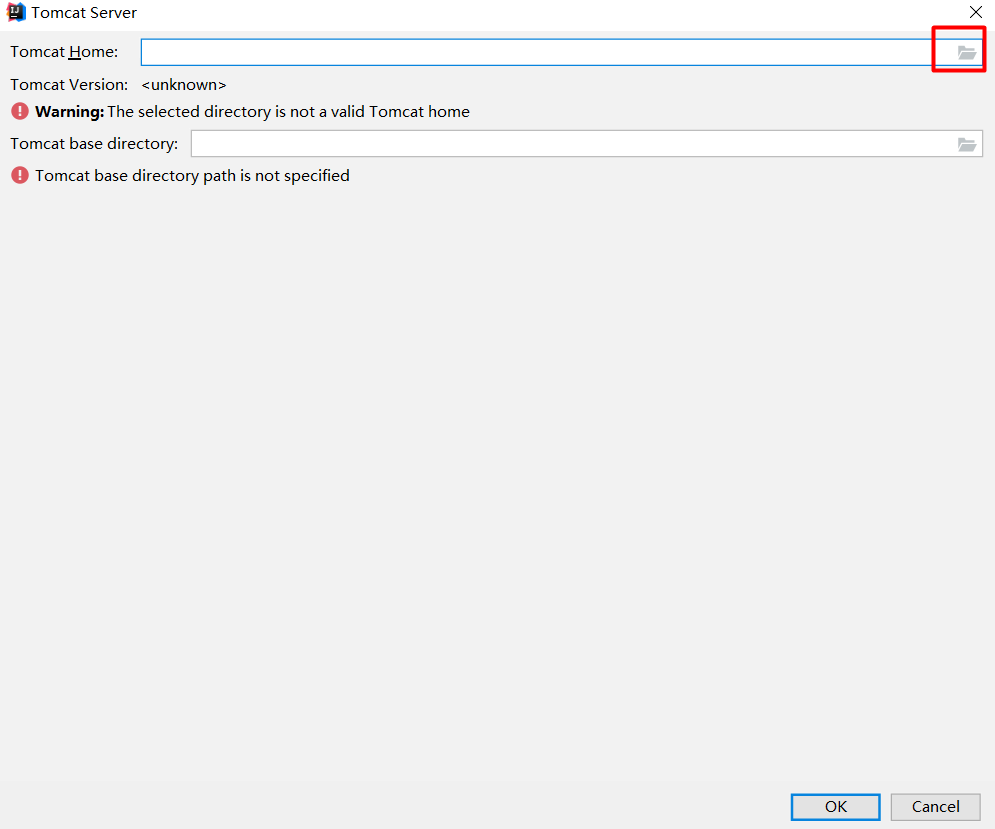 Tomcat Server
Tomcat Home:
Tomcat Version: <unknown>
Warning: The selected directory is not a valid Tomcat home
Tomcat base directory:
Tomcat base directory path is not specified
OK Cancel